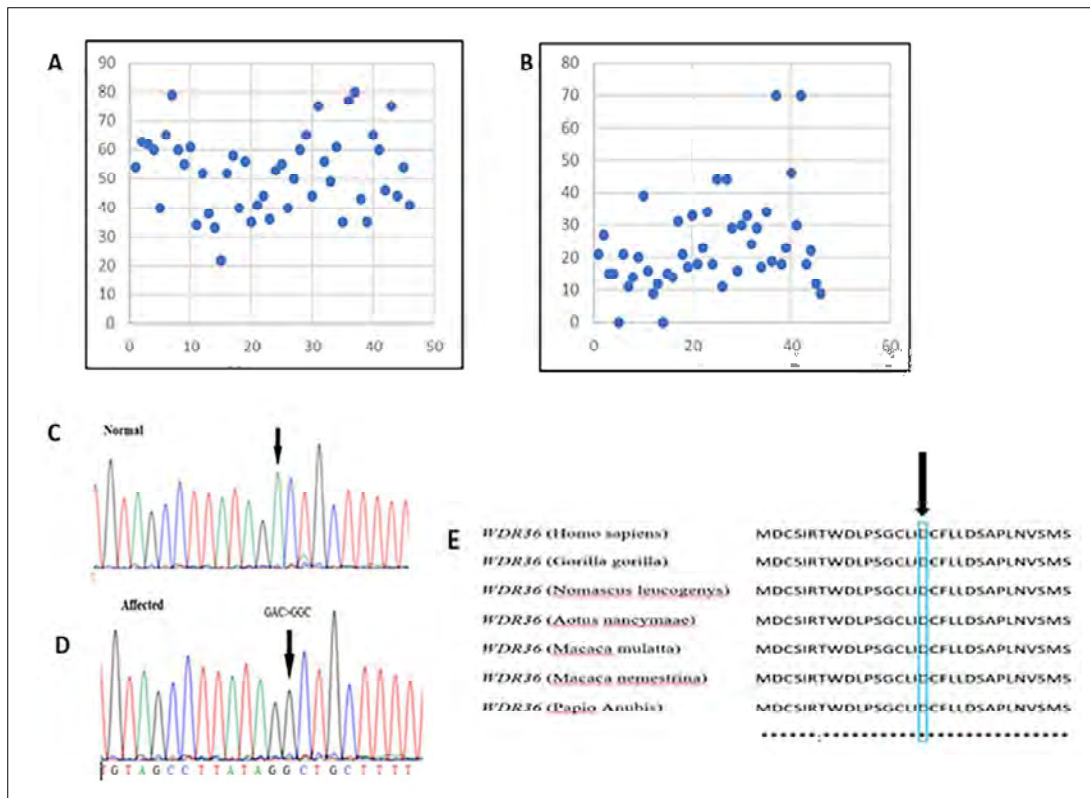 A
90
80
70
60
50
40
30
20
10
0
0 10 20 30 40 50
B
80
70
60
50
40
30
20
10
0
0 20 40 60
C
Normal
T
D
Affected
GAC>GGC
TGTAGCCTTATAGGCTGCTTTT
E
WDR36 (Homo sapiens) MDCSIRTWDLPSGCLIDCFLLDSAPLNVSMS
WDR36 (Gorilla gorilla) MDCSIRTWDLPSGCLIDCFLLDSAPLNVSMS
WDR36 (Nomascus leucogenys) MDCSIRTWDLPSGCLIDCFLLDSAPLNVSMS
WDR36 (Aotus nancymaae) MDCSIRTWDLPSGCLIDCFLLDSAPLNVSMS
WDR36 (Macaca mulatta) MDCSIRTWDLPSGCLIDCFLLDSAPLNVSMS
WDR36 (Macaca nemestrina) MDCSIRTWDLPSGCLIDCFLLDSAPLNVSMS
WDR36 (Papio Anubis) MDCSIRTWDLPSGCLIDCFLLDSAPLNVSMS